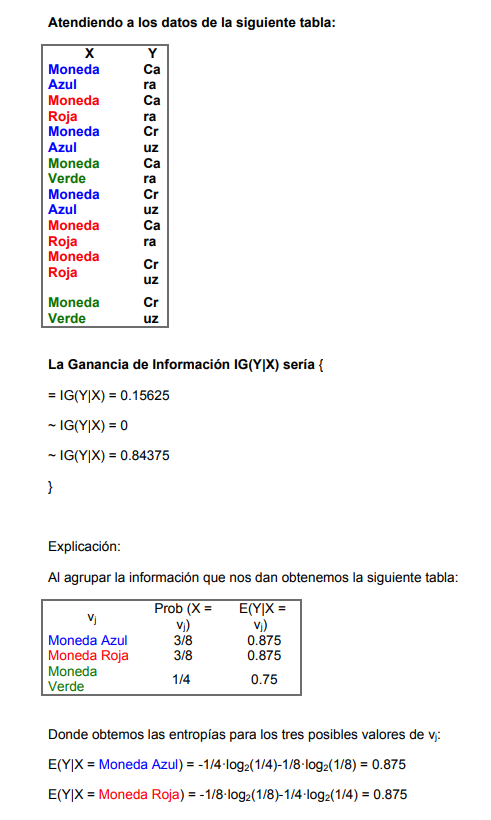 Atendiendo a los datos de la siguiente tabla:
X Y
Moneda Ca
Azul ra
Moneda Ca
Roja ra
Moneda Cr
Azul uz
Moneda Ca
Verde ra
Moneda Cr
Azul uz
Moneda Ca
Roja ra
Moneda
Roja
Cr
uz
Moneda Cr
Verde uz
La Ganancia de Información IG(Y|X) sería {
= IG(Y|X) = 0.15625
~ IG(Y|X) = 0
~ IG(Y|X) = 0.84375
}
Explicación:
Al agrupar la información que nos dan obtenemos la siguiente tabla:
vj
Prob (X =
vj)
E(Y|X =
vj)
Moneda Azul 3/8 0.875
Moneda Roja 3/8 0.875
Moneda
Verde
1/4 0.75
Donde obtemos las entropías para los tres posibles valores de vj:
E(Y|X = Moneda Azul) = -1/4·log2(1/4)-1/8·log2(1/8) = 0.875
E(Y|X = Moneda Roja) = -1/8·log2(1/8)-1/4·log2(1/4) = 0.875